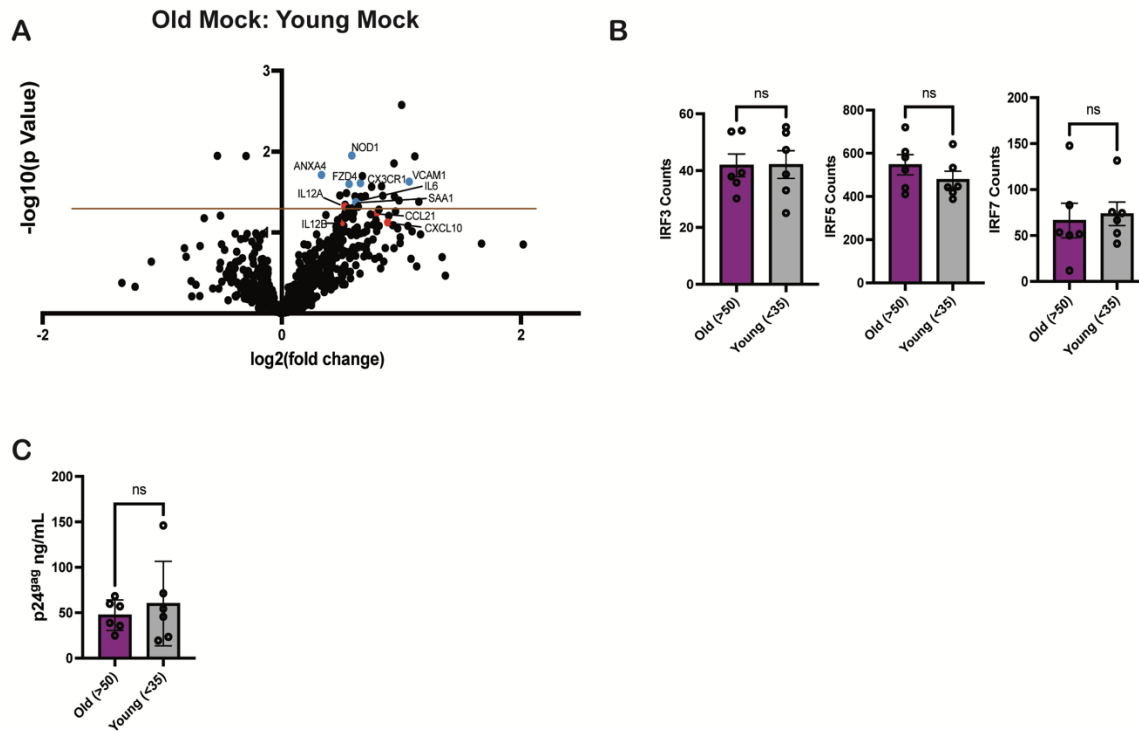 A
Old Mock: Young Mock
-log10(p Value)
3
2
1
NOD1
ANXA4
FZD4
CX3CR1
VCAM1
IL6
IL12A
SAA1
CCL21
IL12B
CXCL10
-2
0
2
log2(fold change)
B
ns
IRF3 Counts
60
40
20
0
Old (>50)
Young (<35)
ns
IRF5 Counts
800
600
400
200
0
Old (>50)
Young (<35)
ns
IRF7 Counts
200
150
100
50
0
Old (>50)
Young (<35)
C
ns
p24gag ng/mL
200
150
100
50
0
Old (>50)
Young (<35)